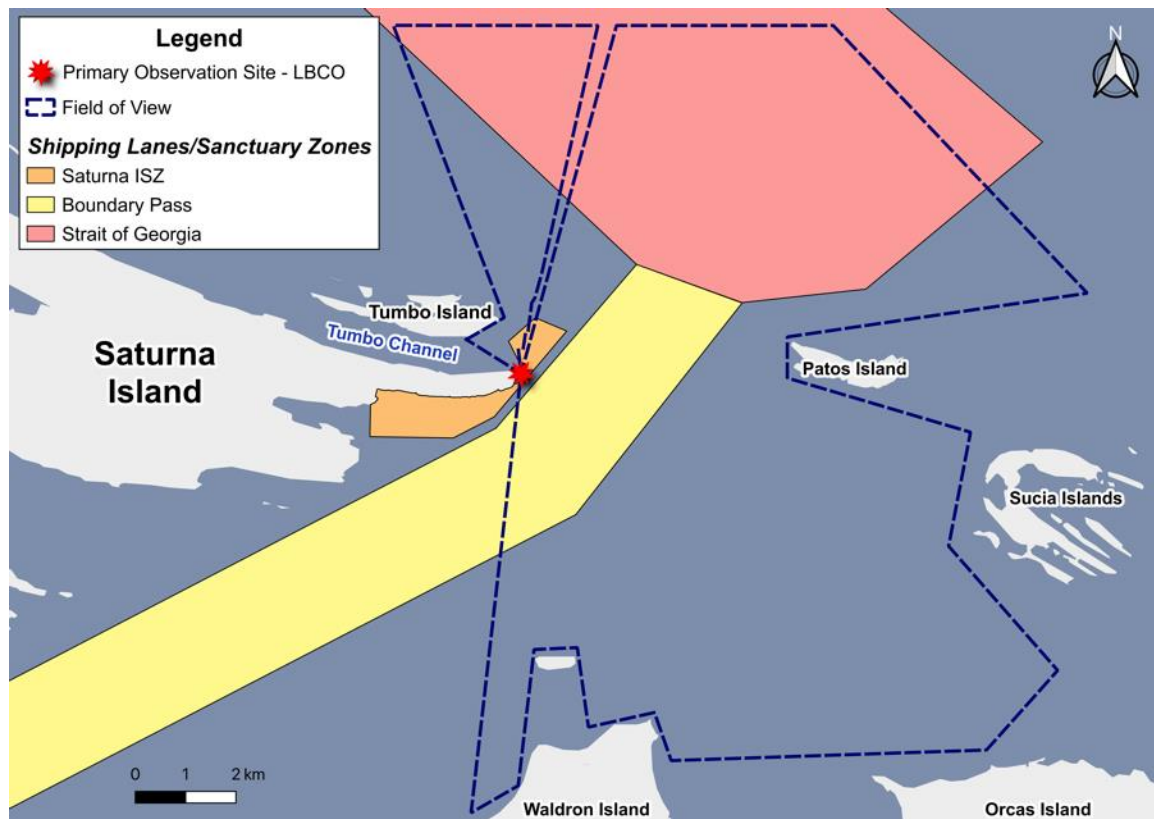 Legend
Primary Observation Site - LBCO
Field of View
Shipping Lanes/Sanctuary Zones
Saturna ISZ
Boundary Pass
Strait of Georgia
N
Tumbo Island
Tumbo Channel
Saturna
Island
Patos Island
Sucia Islands
0 1 2 km
Waldron Island
Orcas Island